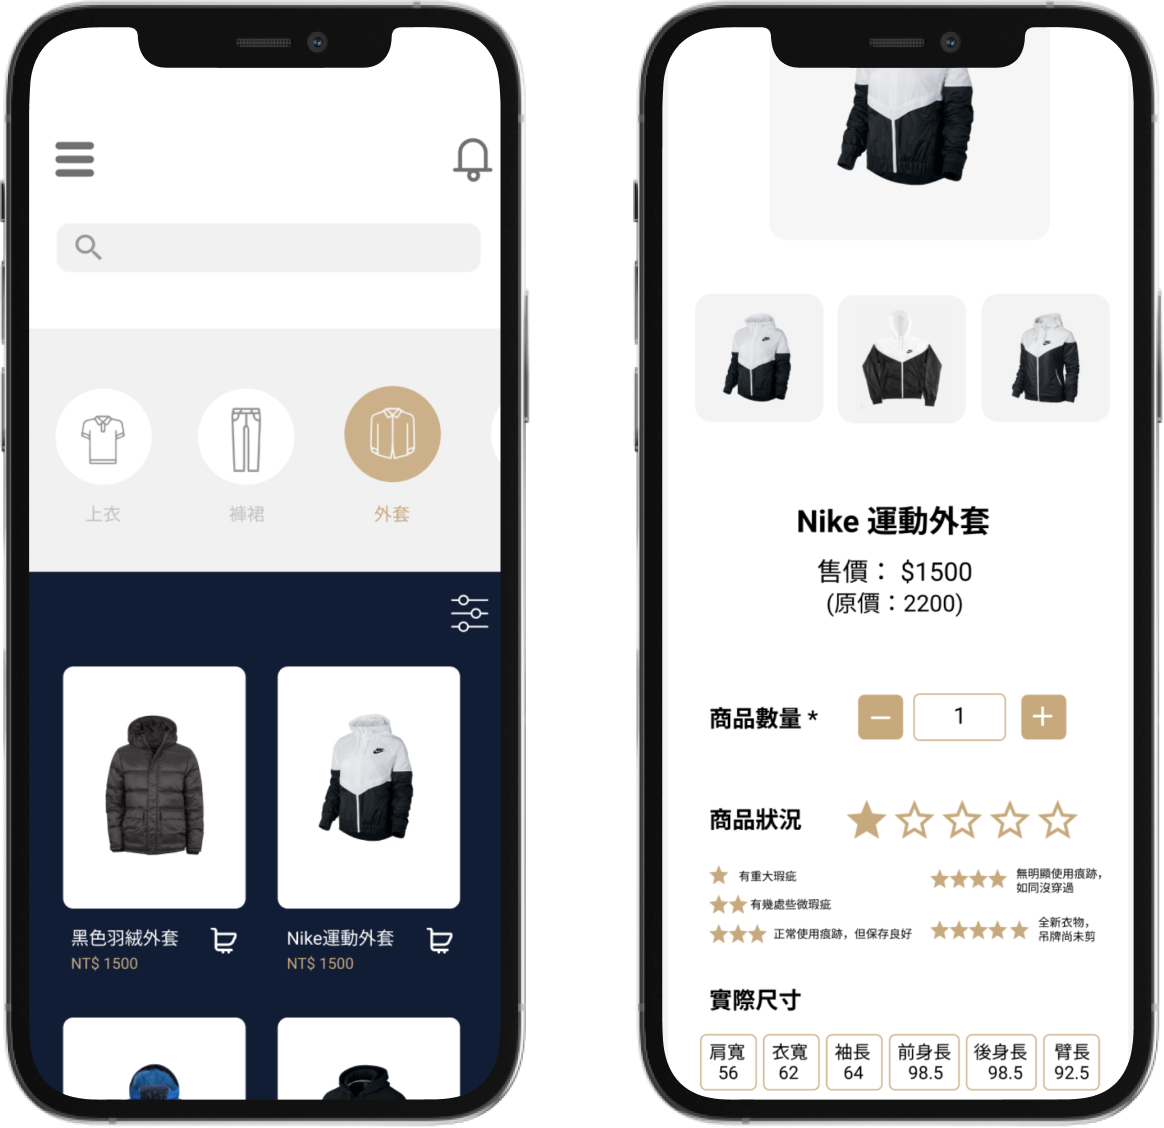 上衣
褲裙
外套
黑色羽絨外套
NT$ 1500
Nike運動外套
NT$ 1500
Nike 運動外套
售價： $1500
(原價：2200)
商品數量 *
1
商品狀況
有重大瑕疵
有幾處些微瑕疵
正常使用痕跡，但保存良好
無明顯使用痕跡，
如同沒穿過
全新衣物，
吊牌尚未剪
實際尺寸
肩寬
56
衣寬
62
袖長
64
前身長
98.5
後身長
98.5
臂長
92.5